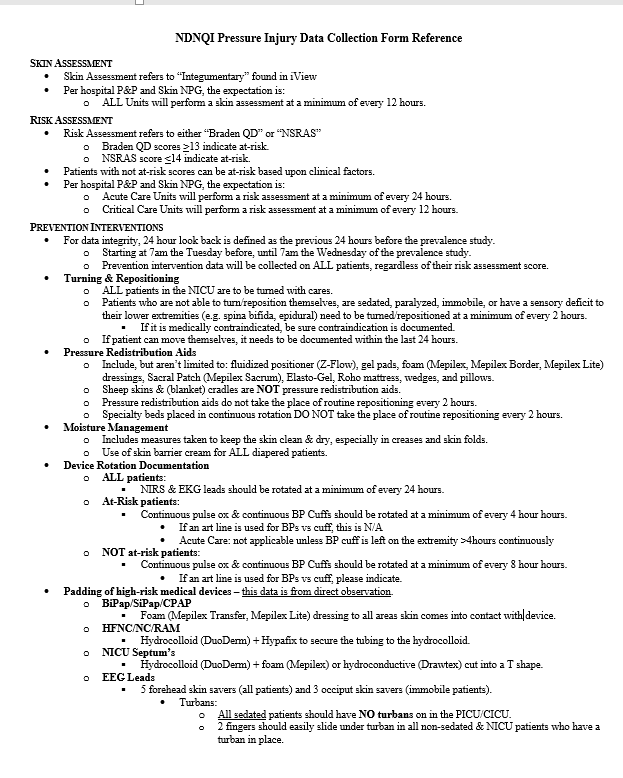 NDNQI Pressure Injury Data Collection Form Reference
SKIN ASSESSMENT
• Skin Assessment refers to “Integumentary” found in iView
• Per hospital P&P and Skin NPG, the expectation is:
o ALL Units will perform a skin assessment at a minimum of every 12 hours.
RISK ASSESSMENT
• Risk Assessment refers to either “Braden QD” or “NSRAS”
o Braden QD scores ≥13 indicate at-risk.
o NSRAS score ≤14 indicate at-risk.
• Patients with not at-risk scores can be at-risk based upon clinical factors.
• Per hospital P&P and Skin NPG, the expectation is:
o Acute Care Units will perform a risk assessment at a minimum of every 24 hours.
o Critical Care Units will perform a risk assessment at a minimum of every 12 hours.
PREVENTION INTERVENTIONS
• For data integrity, 24 hour look back is defined as the previous 24 hours before the prevalence study.
o Starting at 7am the Tuesday before, until 7am the Wednesday of the prevalence study.
o Prevention intervention data will be collected on ALL patients, regardless of their risk assessment score.
• Turning & Repositioning
o ALL patients in the NICU are to be turned with cares.
o Patients who are not able to turn/reposition themselves, are sedated, paralyzed, immobile, or have a sensory deficit to
their lower extremities (e.g. spina bifida, epidural) need to be turned/repositioned at a minimum of every 2 hours.
▪ If it is medically contraindicated, be sure contraindication is documented.
o If patient can move themselves, it needs to be documented within the last 24 hours.
• Pressure Redistribution Aids
o Include, but aren’t limited to: fluidized positioner (Z-Flow), gel pads, foam (Mepilex, Mepilex Border, Mepilex Lite)
dressings, Sacral Patch (Mepilex Sacrum), Elasto-Gel, Roho mattress, wedges, and pillows.
o Sheep skins & (blanket) cradles are NOT pressure redistribution aids.
o Pressure redistribution aids do not take the place of routine repositioning every 2 hours.
o Specialty beds placed in continuous rotation DO NOT take the place of routine repositioning every 2 hours.
• Moisture Management
o Includes measures taken to keep the skin clean & dry, especially in creases and skin folds.
o Use of skin barrier cream for ALL diapered patients.
• Device Rotation Documentation
o ALL patients:
▪ NIRS & EKG leads should be rotated at a minimum of every 24 hours.
o At-Risk patients:
▪ Continuous pulse ox & continuous BP Cuffs should be rotated at a minimum of every 4 hour hours.
• If an art line is used for BPs vs cuff, this is N/A
• Acute Care: not applicable unless BP cuff is left on the extremity >4hours continuously
o NOT at-risk patients:
▪ Continuous pulse ox & continuous BP Cuffs should be rotated at a minimum of every 8 hour hours.
• If an art line is used for BPs vs cuff, please indicate.
• Padding of high-risk medical devices – this data is from direct observation.
o BiPap/SiPap/CPAP
▪ Foam (Mepilex Transfer, Mepilex Lite) dressing to all areas skin comes into contact with device.
o HFNC/NC/RAM
▪ Hydrocolloid (DuoDerm) + Hypafix to secure the tubing to the hydrocolloid.
o NICU Septum’s
▪ Hydrocolloid (DuoDerm) + foam (Mepilex) or hydroconductive (Drawtex) cut into a T shape.
o EEG Leads
▪ 5 forehead skin savers (all patients) and 3 occiput skin savers (immobile patients).
• Turbans:
o All sedated patients should have NO turbans on in the PICU/CICU.
o 2 fingers should easily slide under turban in all non-sedated & NICU patients who have a
turban in place.